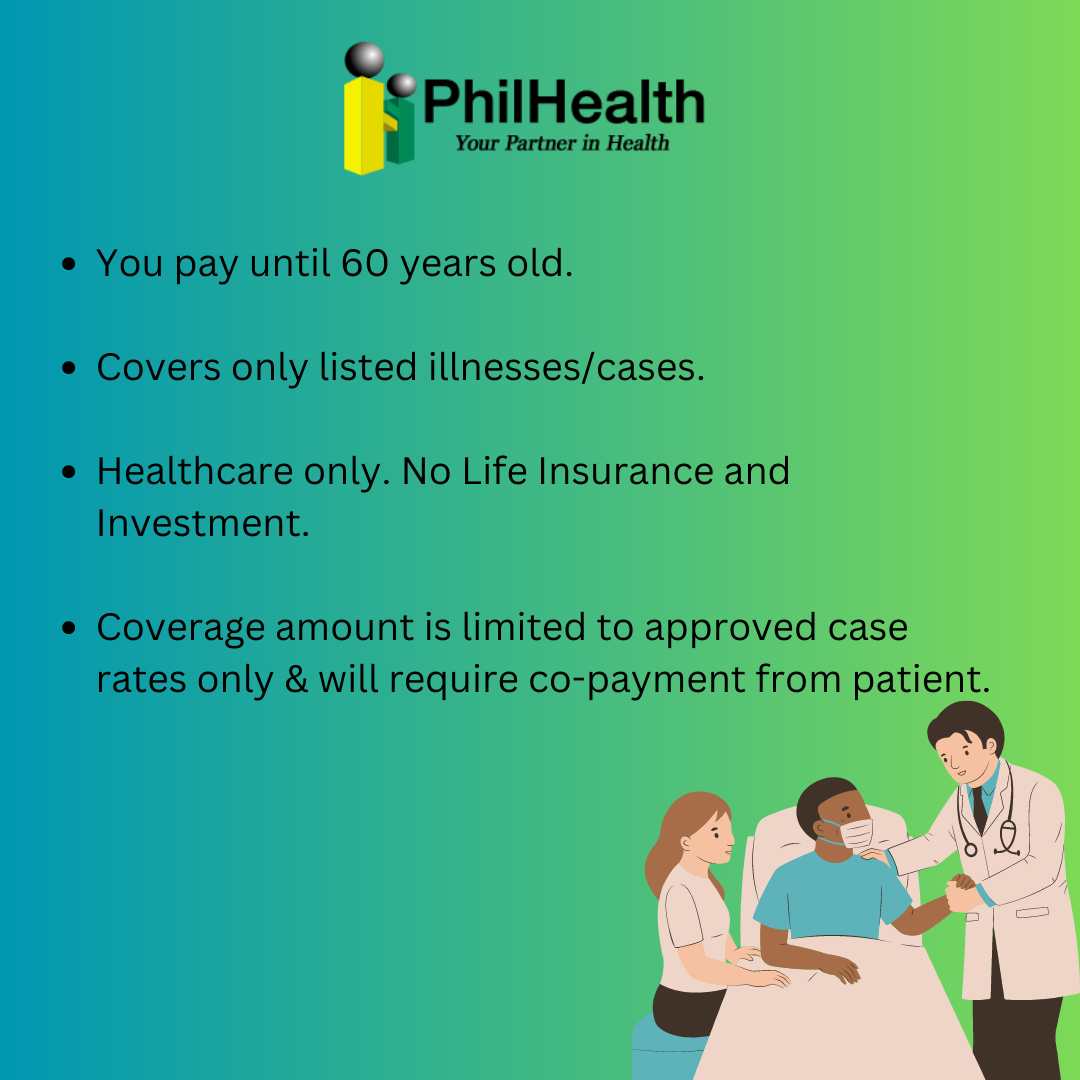 PhilHealth
Your Partner in Health
• You pay until 60 years old.
• Covers only listed illnesses/cases.
• Healthcare only. No Life Insurance and
Investment.
• Coverage amount is limited to approved case
rates only & will require co-payment from patient.